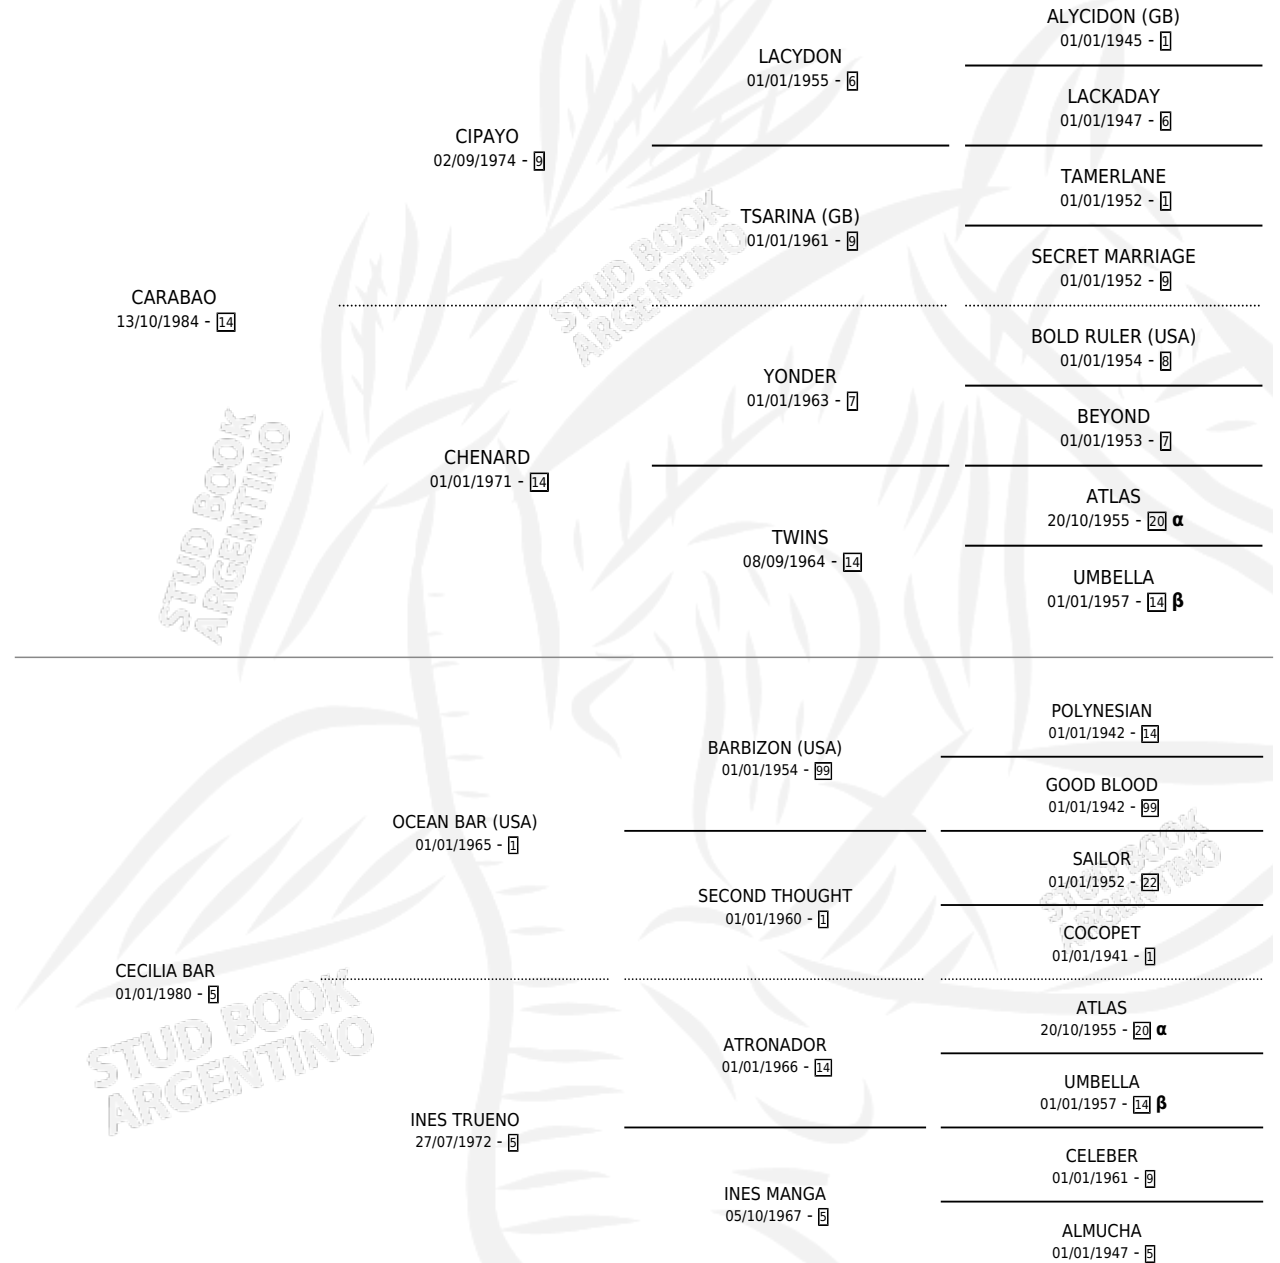 ALYCIDON (GB)
01/01/1945 - 1
LACYDON
01/01/1955 - 6
LACKADAY
01/01/1947 - 6
CIPAYO
02/09/1974 - 9
TAMERLANE
01/01/1952 - 1
TSARINA (GB)
01/01/1961 - 9
SECRET MARRIAGE
01/01/1952 - 9
CARABAO
13/10/1984 - 14
BOLD RULER (USA)
01/01/1954 - 8
YONDER
01/01/1963 - 7
BEYOND
01/01/1953 - 7
CHENARD
01/01/1971 - 14
ATLAS
20/10/1955 - 20 α
TWINS
08/09/1964 - 14
UMBELLA
01/01/1957 - 14 β
POLYNESIAN
01/01/1942 - 14
BARBIZON (USA)
01/01/1954 - 99
GOOD BLOOD
01/01/1942 - 99
OCEAN BAR (USA)
01/01/1965 - 1
SAILOR
01/01/1952 - 22
SECOND THOUGHT
01/01/1960 - 1
COCOPET
01/01/1941 - 1
CECILIA BAR
01/01/1980 - 5
ATLAS
20/10/1955 - 20 α
ATRONADOR
01/01/1966 - 14
UMBELLA
01/01/1957 - 14 β
INES TRUENO
27/07/1972 - 5
CELEBER
01/01/1961 - 9
INES MANGA
05/10/1967 - 5
ALMUCHA
01/01/1947 - 5
STUD BOOK
ARGENTINO
STUD BOOK
ARGENTINO
STUD BOOK
ARGENTINO
STUD BOOK
ARGENTINO